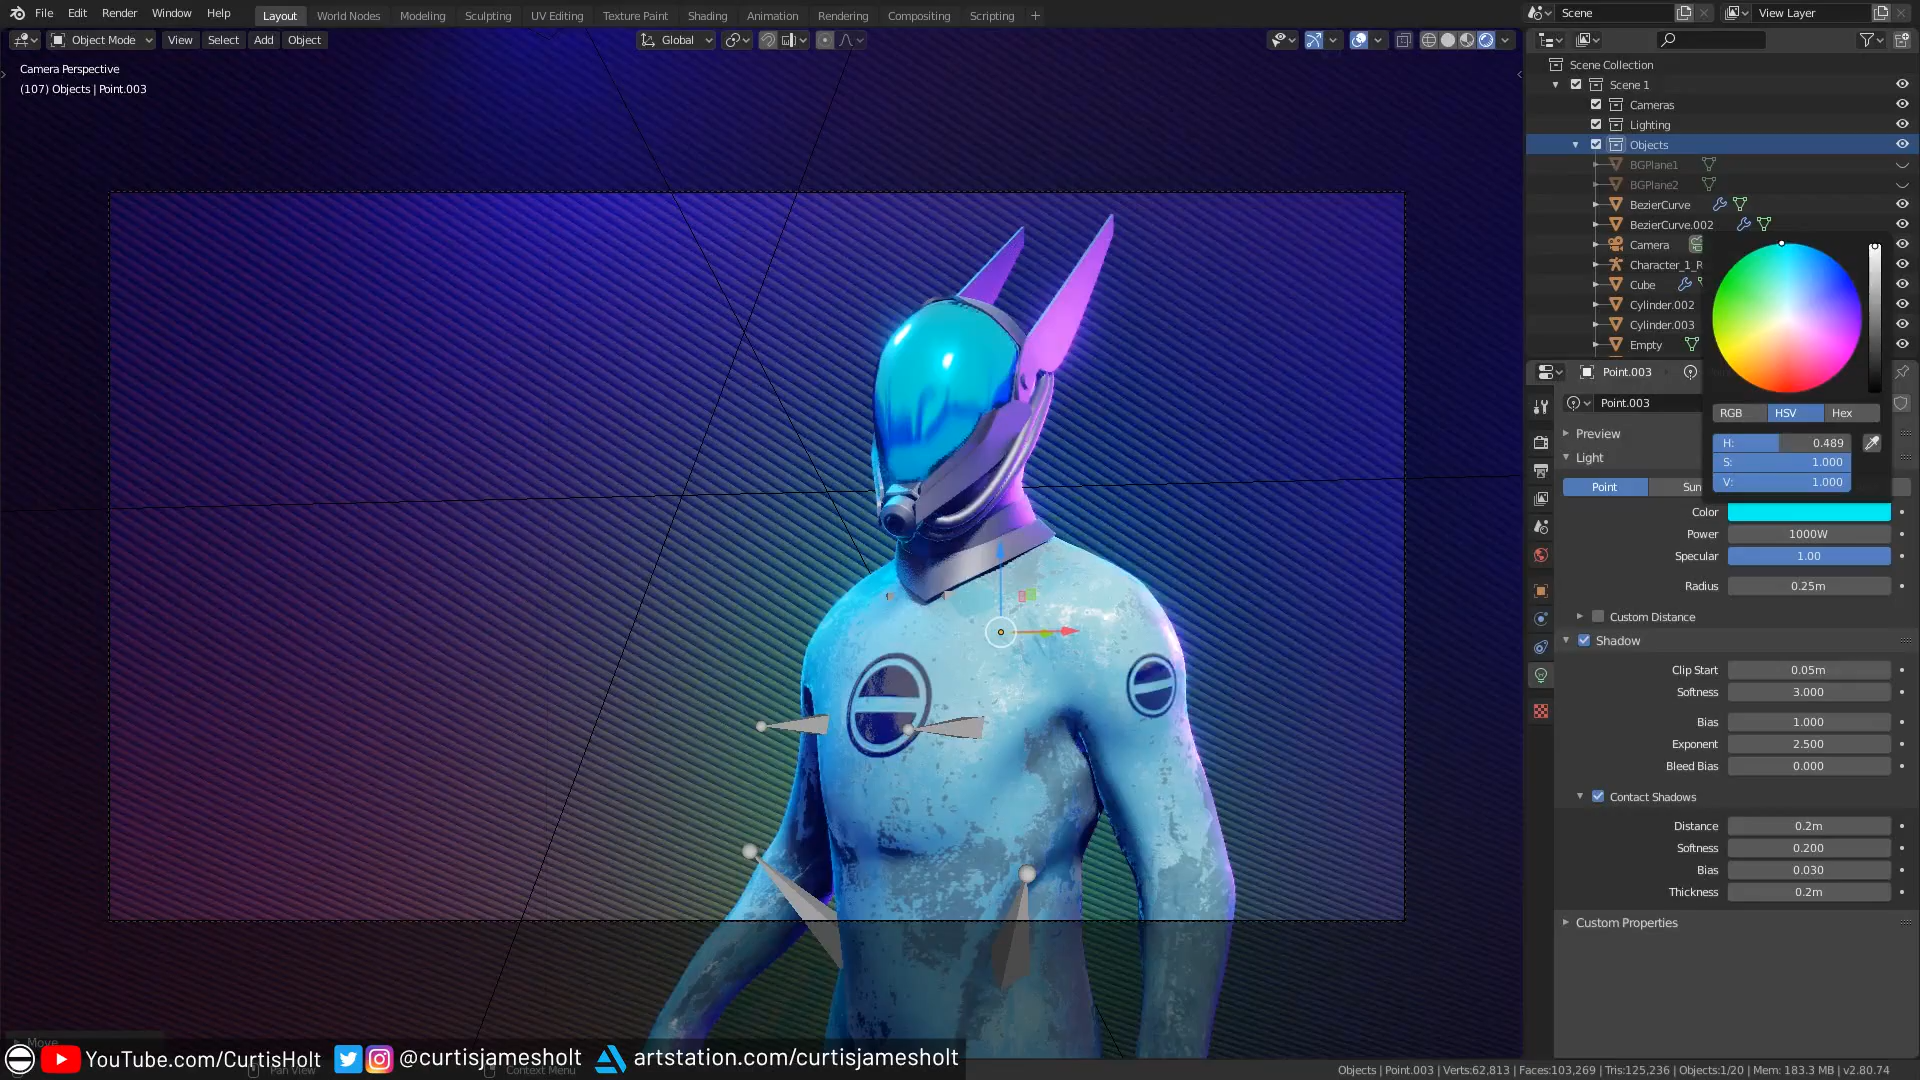 File Edit Render Window Help
Layout World Nodes Modeling Sculpting UV Editing Texture Paint Shading Animation Rendering Compositing Scripting +
Scene
View Layer
Object Mode View Select Add Object
Global
Camera Perspective
(107) Objects | Point.003
Scene Collection
Scene 1
Cameras
Lighting
Objects
BGPlane1
BGPlane2
BezierCurve
BezierCurve.002
Camera
Character_1_R
Cube
Cylinder.002
Cylinder.003
Empty
Point.003
Point.003
RGB HSV Hex
H: 0.489
S: 1.000
V: 1.000
Preview
Light
Point Sun
Color
Power 1000W
Specular 1.00
Radius 0.25m
Custom Distance
Shadow
Clip Start 0.05m
Softness 3.000
Bias 1.000
Exponent 2.500
Bleed Bias 0.000
Contact Shadows
Distance 0.2m
Softness 0.200
Bias 0.030
Thickness 0.2m
Custom Properties
Move
YouTube.com/CurtisHolt @curtisjamesholt artstation.com/curtisjamesholt
Pan View Context Menu
Objects | Point.003 | Verts:62,813 | Faces:103,269 | Tris:125,236 | Objects:1/20 | Mem: 183.3 MB | v2.80.74